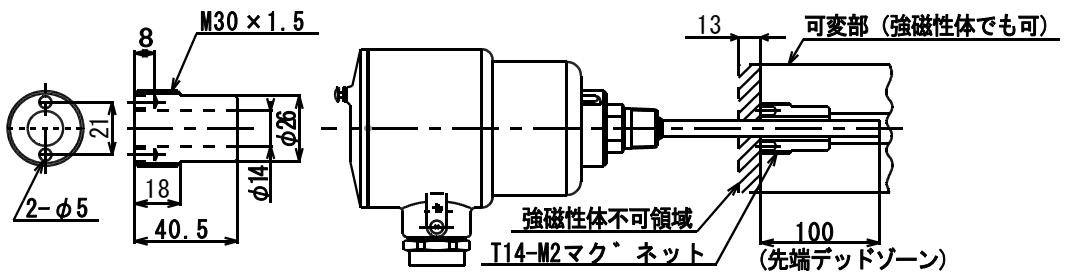 M30×1.5
8
21
φ14
φ26
18
40.5
2-φ5
13
可変部 (強磁性体でも可)
強磁性体不可領域
T14-M2マグネット
100
(先端デッドゾーン)